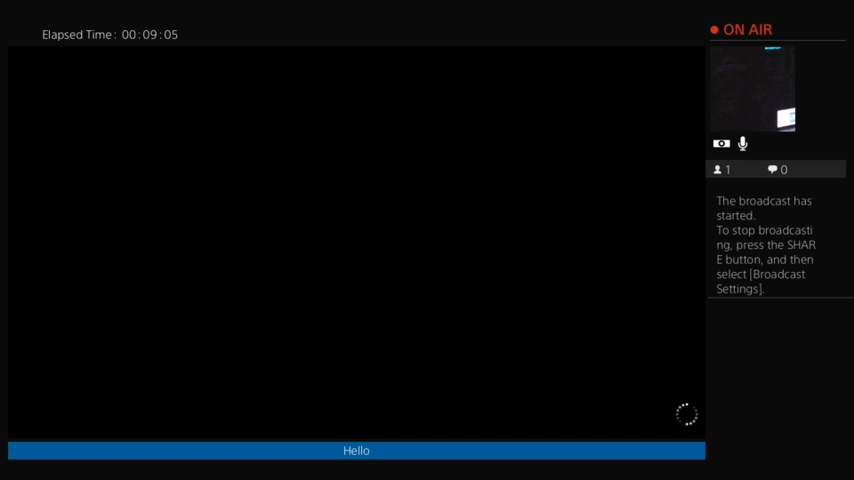 Elapsed Time: 00:09:05
ON AIR
1 0
The broadcast has
started.
To stop broadcasti
ng, press the SHAR
E button, and then
select [Broadcast
Settings].
Hello